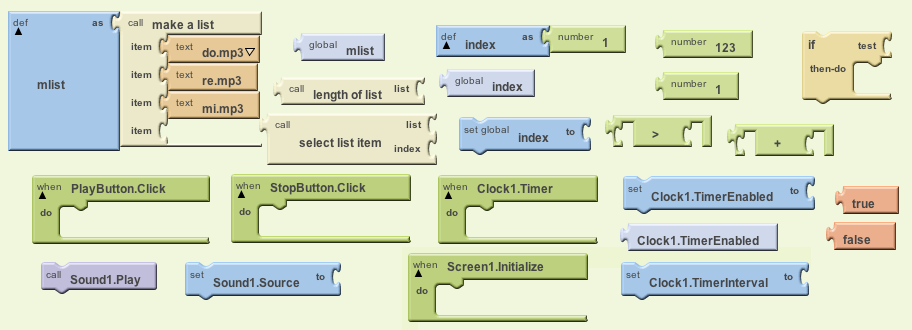 def
mlist
as
call make a list
item text do.mp3
item text re.mp3
item text mi.mp3
item
global mlist
call length of list list
call select list item list
index
def index as number 1
global index
set global index to
number 123
number 1
>
+
if test
then-do
when PlayButton.Click
do
when StopButton.Click
do
when Clock1.Timer
do
set Clock1.TimerEnabled to
Clock1.TimerEnabled
true
false
call Sound1.Play
set Sound1.Source to
when Screen1.Initialize
do
set Clock1.TimerInterval to